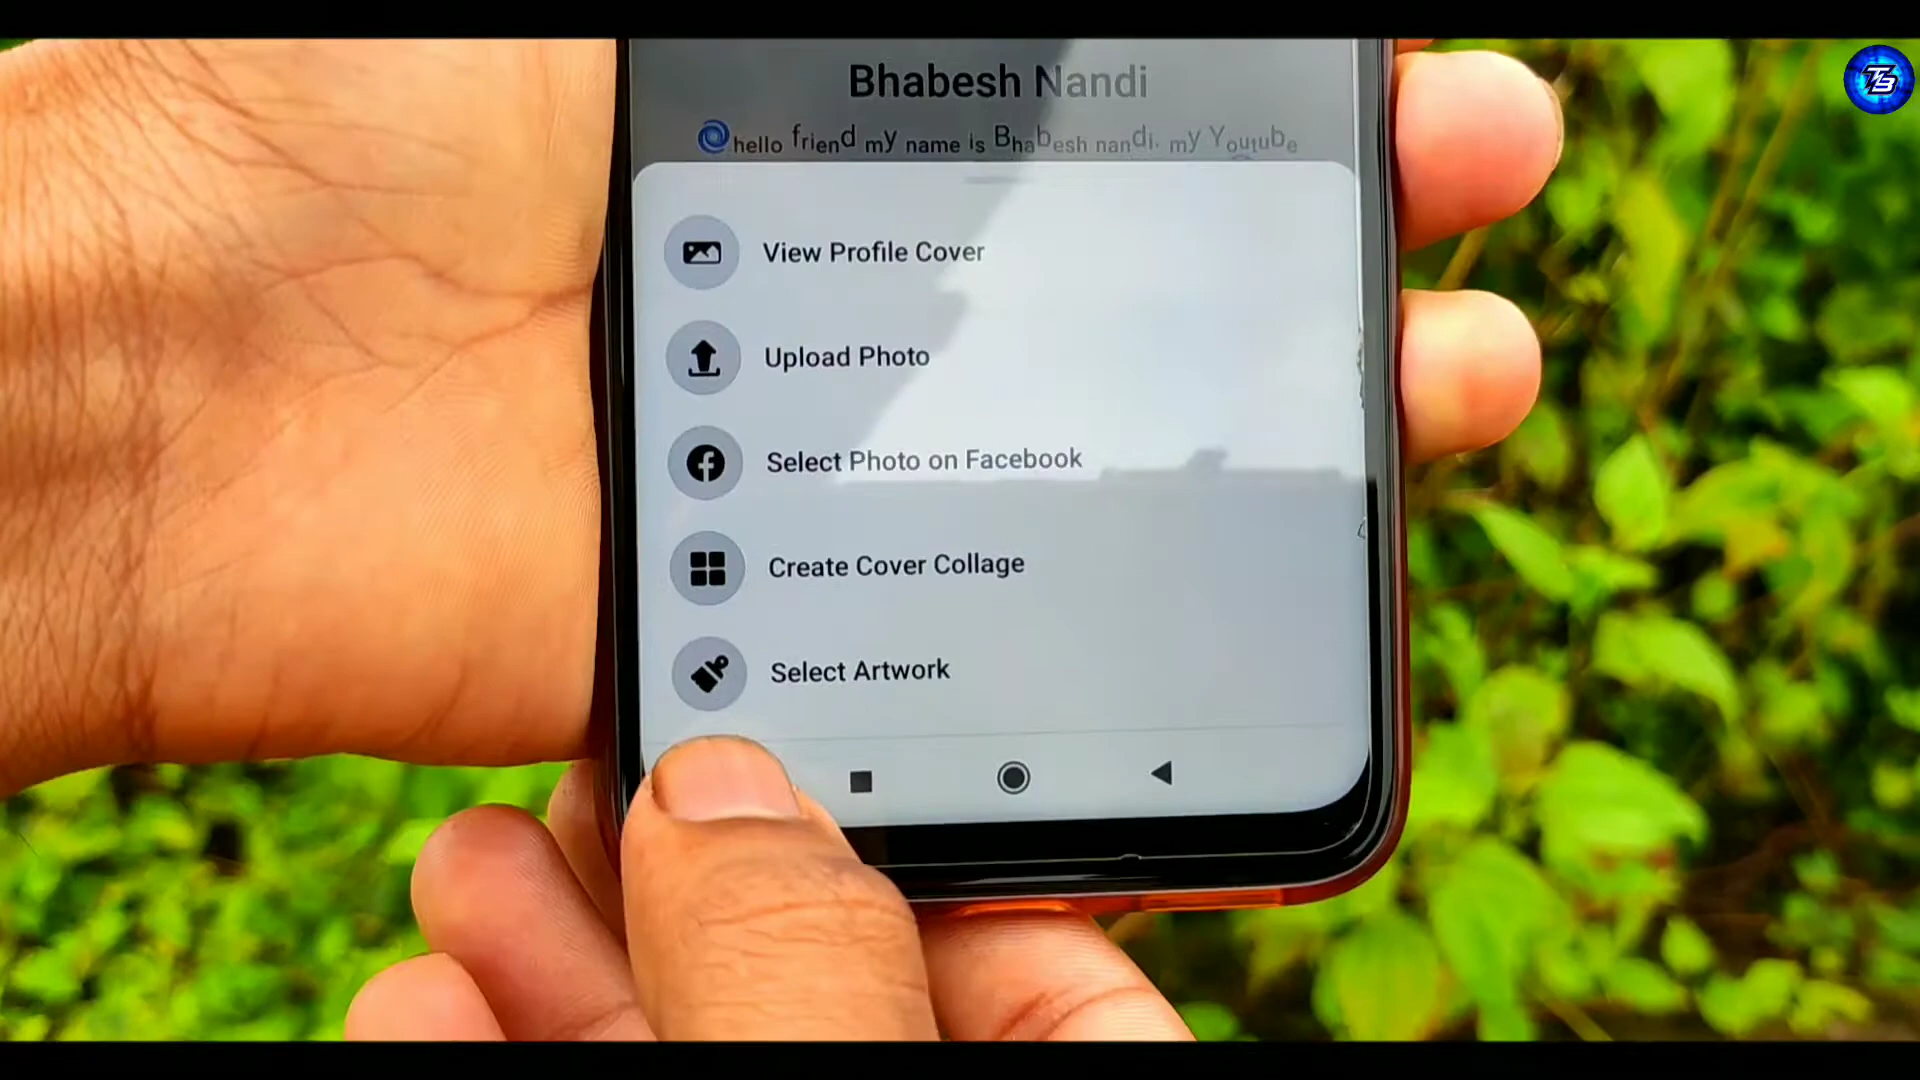 Bhabesh Nandi
hello friend my name is Bhabesh nandi. my Youtube
View Profile Cover
Upload Photo
Select Photo on Facebook
Create Cover Collage
Select Artwork
TB